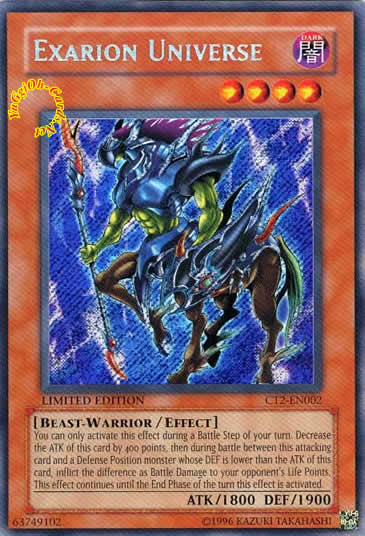 EXARION UNIVERSE
DARK
闇
YuGgiOh-Cards.Net
LIMITED EDITION
CT2-EN002
[BEAST-WARRIOR / EFFECT]
You can only activate this effect during a Battle Step of your turn. Decrease
the ATK of this card by 400 points, then during battle between this attacking
card and a Defense Position monster whose DEF is lower than the ATK of this
card, inflict the difference as Battle Damage to your opponent's Life Points.
This effect continues until the End Phase of the turn this effect is activated.
ATK/1800 DEF/1900
63749102
©1996 KAZUKI TAKAHASHI